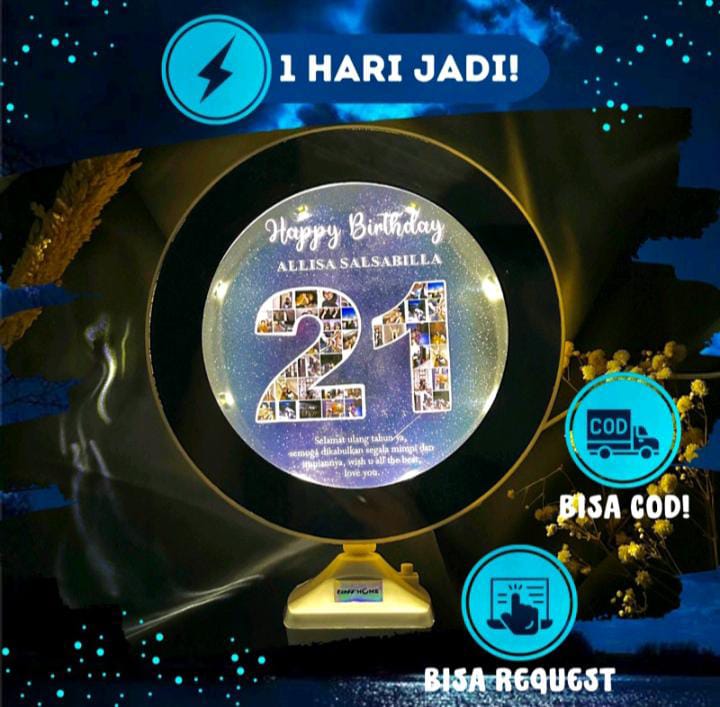 1 HARI JADI!
Happy Birthday
ALLISA SALSABILLA
21
Selamat ulang tahun ya,
semoga dikabulkan segala mimpi dan
impiannya, wish u all the best,
love you.
COD
BISA COD!
BISA REQUEST